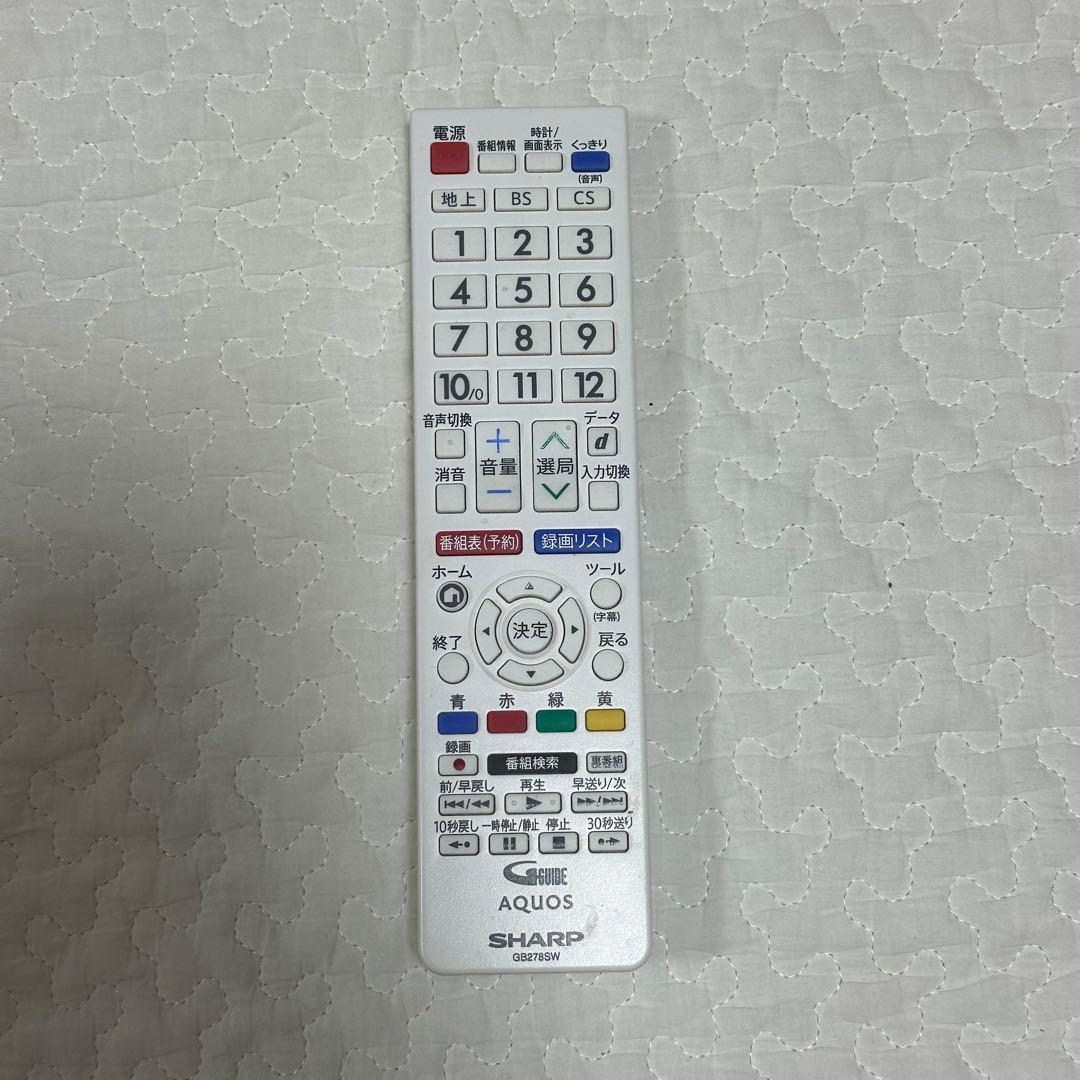 電源
番組情報
時計/
画面表示
くっきり
(音声)
地上 BS CS
1 2 3
4 5 6
7 8 9
10/0 11 12
音声切換
データ
d
+
音量
−
選局
消音
入力切換
番組表(予約) 録画リスト
ホーム
ツール
(字幕)
決定
終了
戻る
青 赤 緑 黄
録画
番組検索 裏番組
前/早戻し 再生 早送り/次
10秒戻し 一時停止/静止 停止 30秒送り
G GUIDE
AQUOS
SHARP
GB278SW